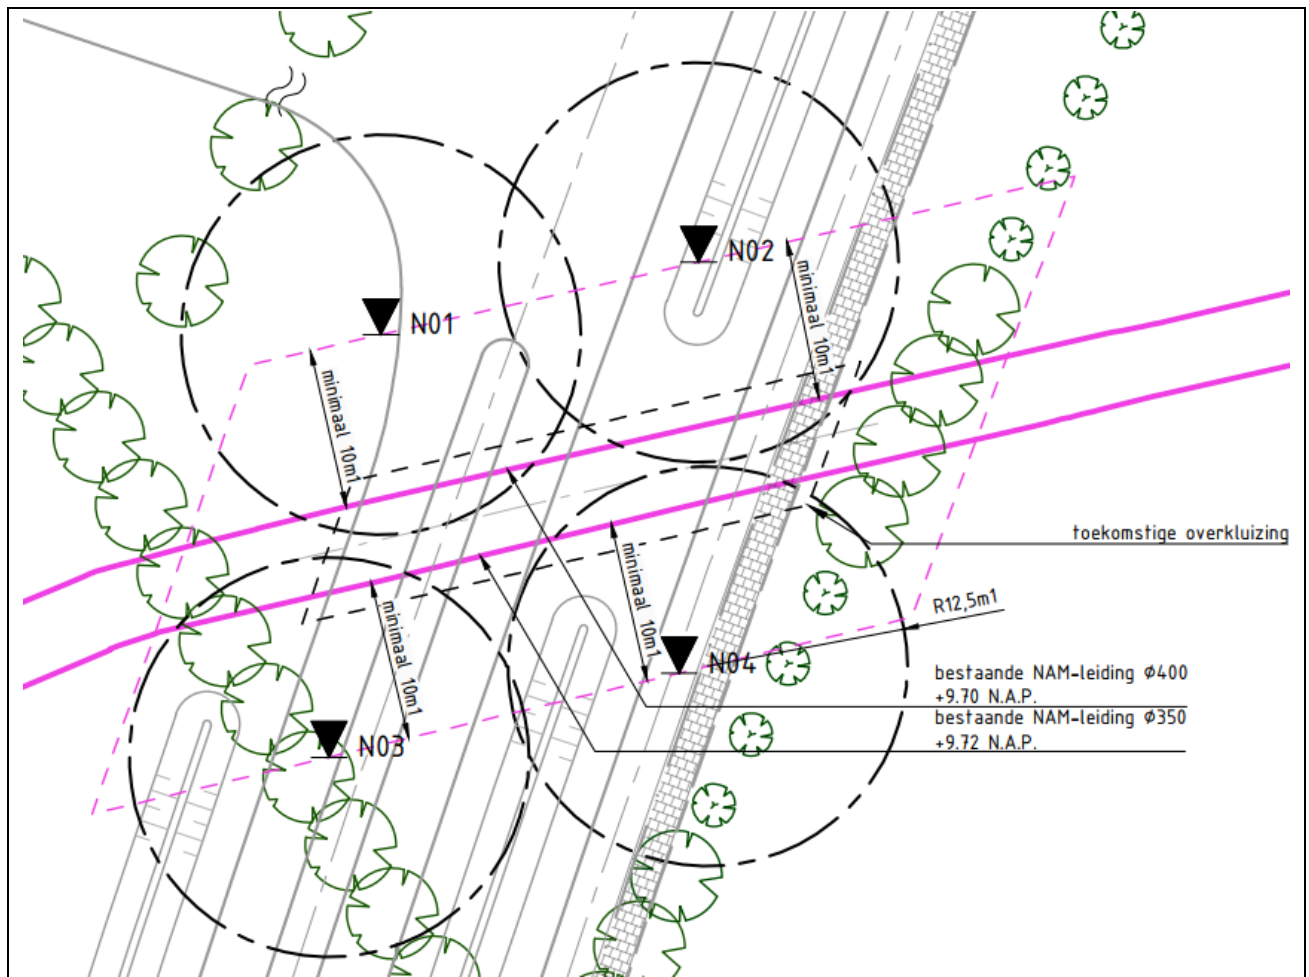 N02
minimaal 10m1
N01
minimaal 10m1
toekomstige overkluizing
minimaal 10m1
minimaal 10m1
R12,5m1
N04
bestaande NAM-leiding Ø400
+9.70 N.A.P.
bestaande NAM-leiding Ø350
+9.72 N.A.P.
N03